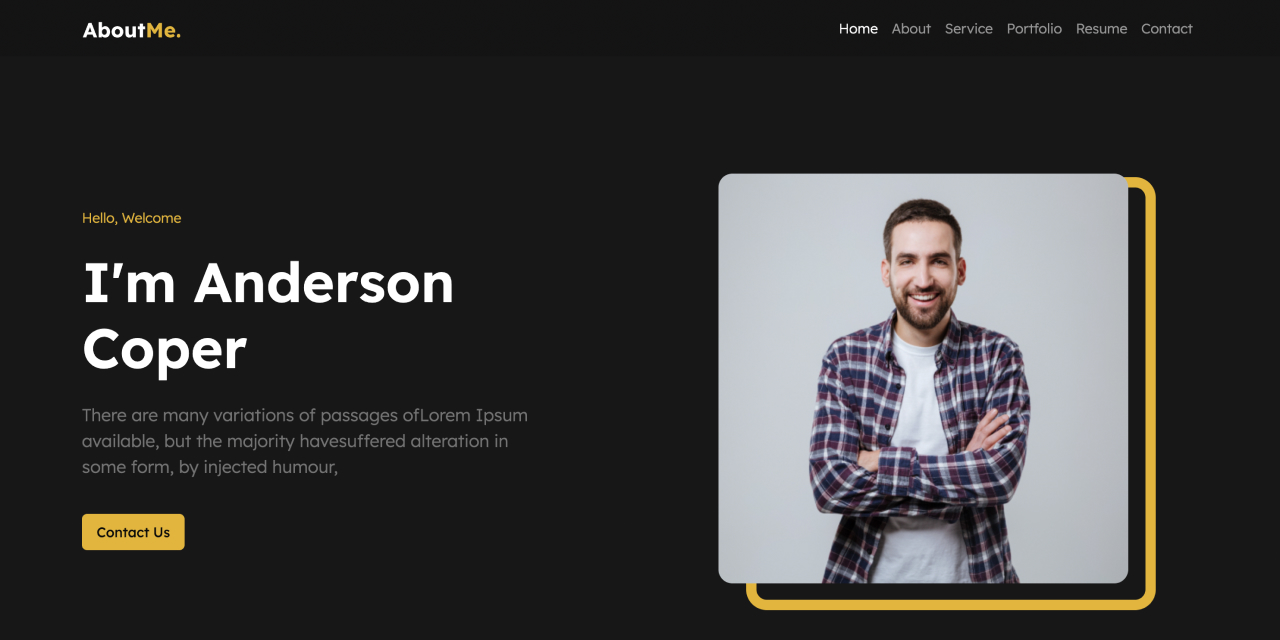 AboutMe.
Home About Service Portfolio Resume Contact
Hello, Welcome
I'm Anderson
Coper
There are many variations of passages ofLorem Ipsum
available, but the majority havesuffered alteration in
some form, by injected humour,
Contact Us